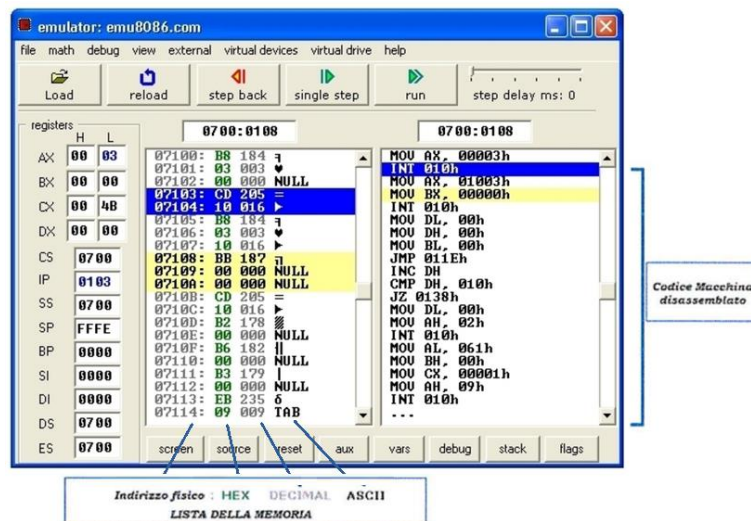 emulator: emu8086.com
file math debug view external virtual devices virtual drive help
Load reload step back single step run step delay ms: 0
registers
H L
0700:0108
0700:0108
AX 00 03
BX 00 00
CX 00 4B
DX 00 00
CS 0700
IP 0103
SS 0700
SP FFFE
BP 0000
SI 0000
DI 0000
DS 0700
ES 0700
07100: B8 184 ╕
07101: 03 003 ♥
07102: 00 000 NULL
07103: CD 205 =
07104: 10 016 ►
07105: B8 184 ╕
07106: 03 003 ♥
07107: 10 016 ►
07108: BB 187 ╗
07109: 00 000 NULL
0710A: 00 000 NULL
0710B: CD 205 =
0710C: 10 016 ►
0710D: B2 178 ▓
0710E: 00 000 NULL
0710F: B6 182 ╢
07110: 00 000 NULL
07111: B3 179 │
07112: 00 000 NULL
07113: EB 235 δ
07114: 09 009 TAB
MOV AX, 00003h
INT 010h
MOV AX, 01003h
MOV BX, 00000h
INT 010h
MOV DL, 00h
MOV DH, 00h
MOV BL, 00h
JMP 011Eh
INC DH
CMP DH, 010h
JZ 0138h
MOV DL, 00h
MOV AH, 02h
INT 010h
MOV AL, 061h
MOV BH, 00h
MOV CX, 00001h
MOV AH, 09h
INT 010h
...
Codice Macchina
disassemblato
screen source reset aux vars debug stack flags
Indirizzo fisico : HEX DECIMAL ASCII
LISTA DELLA MEMORIA